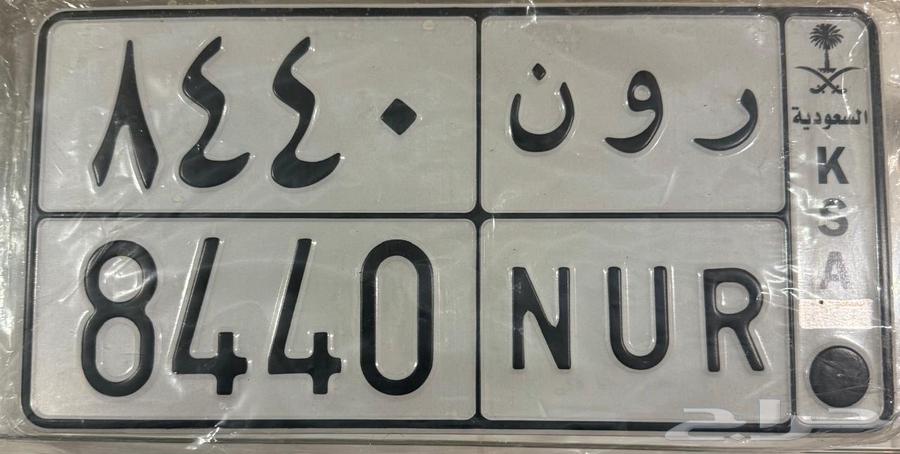 ٨٤٤٠ ر و ن
8440 NUR
السعودية
K
S
A
حراج